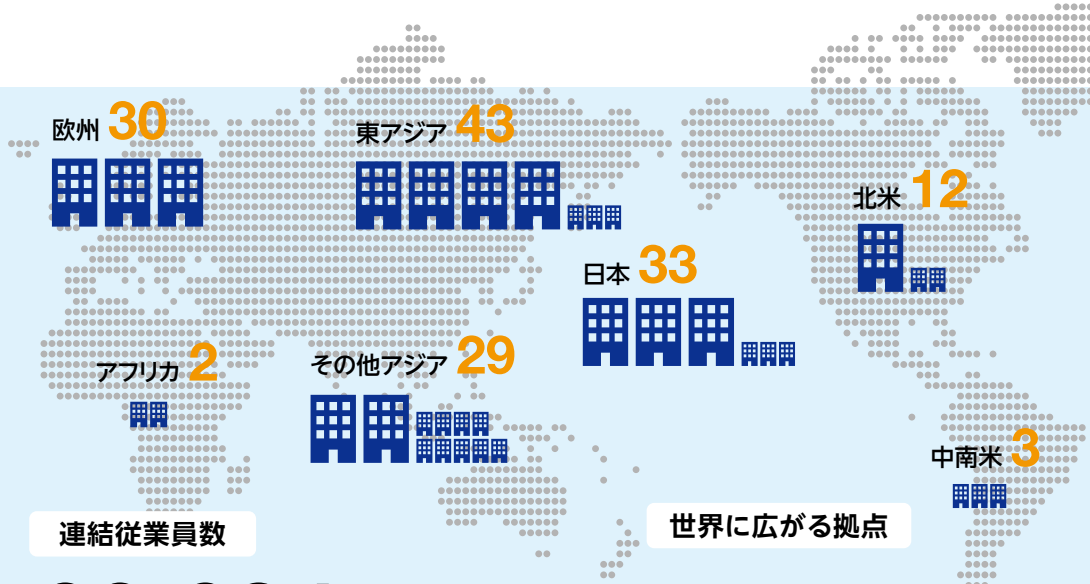 欧州 30
東アジア 43
北米 12
日本 33
アフリカ 2
その他アジア 29
中南米 3
連結従業員数
世界に広がる拠点